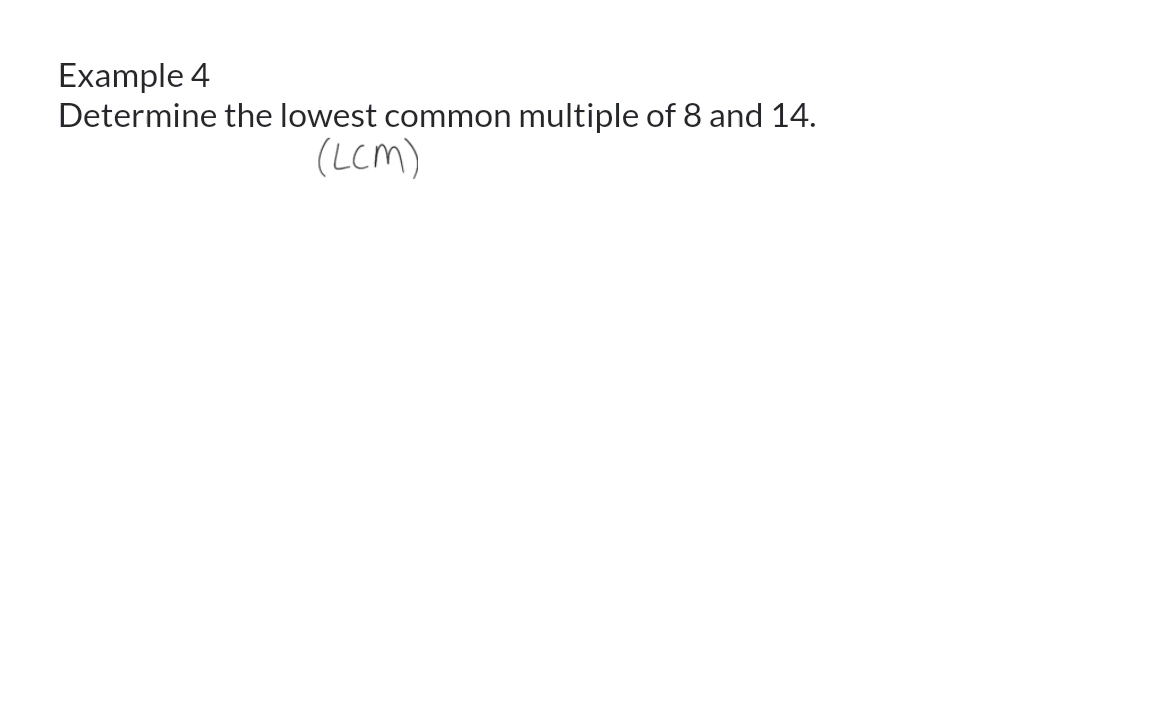 Example 4
Determine the lowest common multiple of 8 and 14.
(LCM)